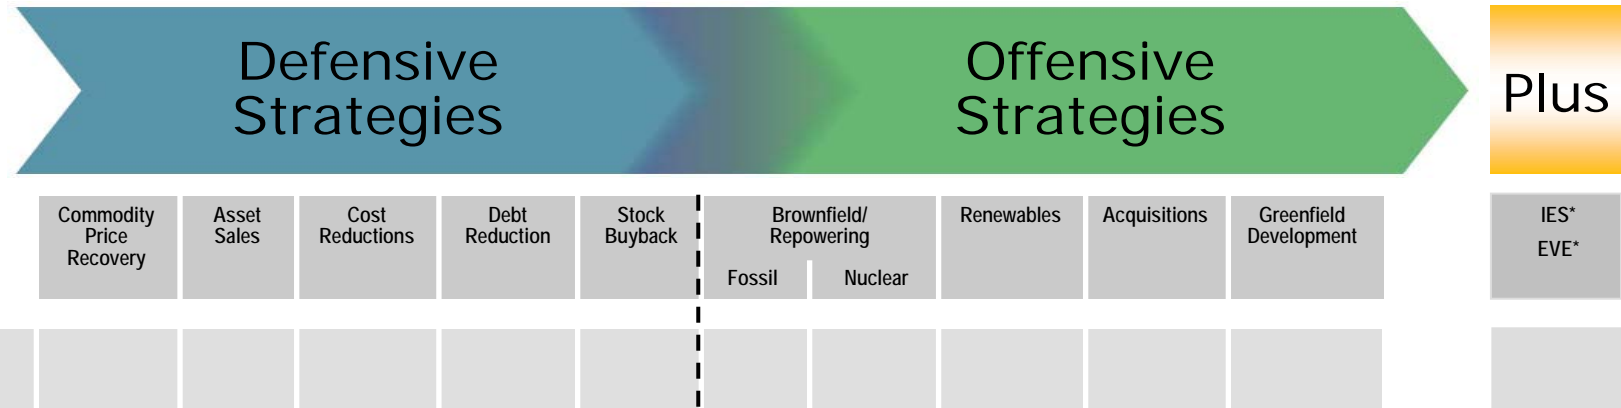 Defensive
Strategies
Offensive
Strategies
Plus
Commodity
Price
Recovery
Asset
Sales
Cost
Reductions
Debt
Reduction
Stock
Buyback
Brownfield/
Repowering
Fossil
Nuclear
Renewables
Acquisitions
Greenfield
Development
IES*
EVE*